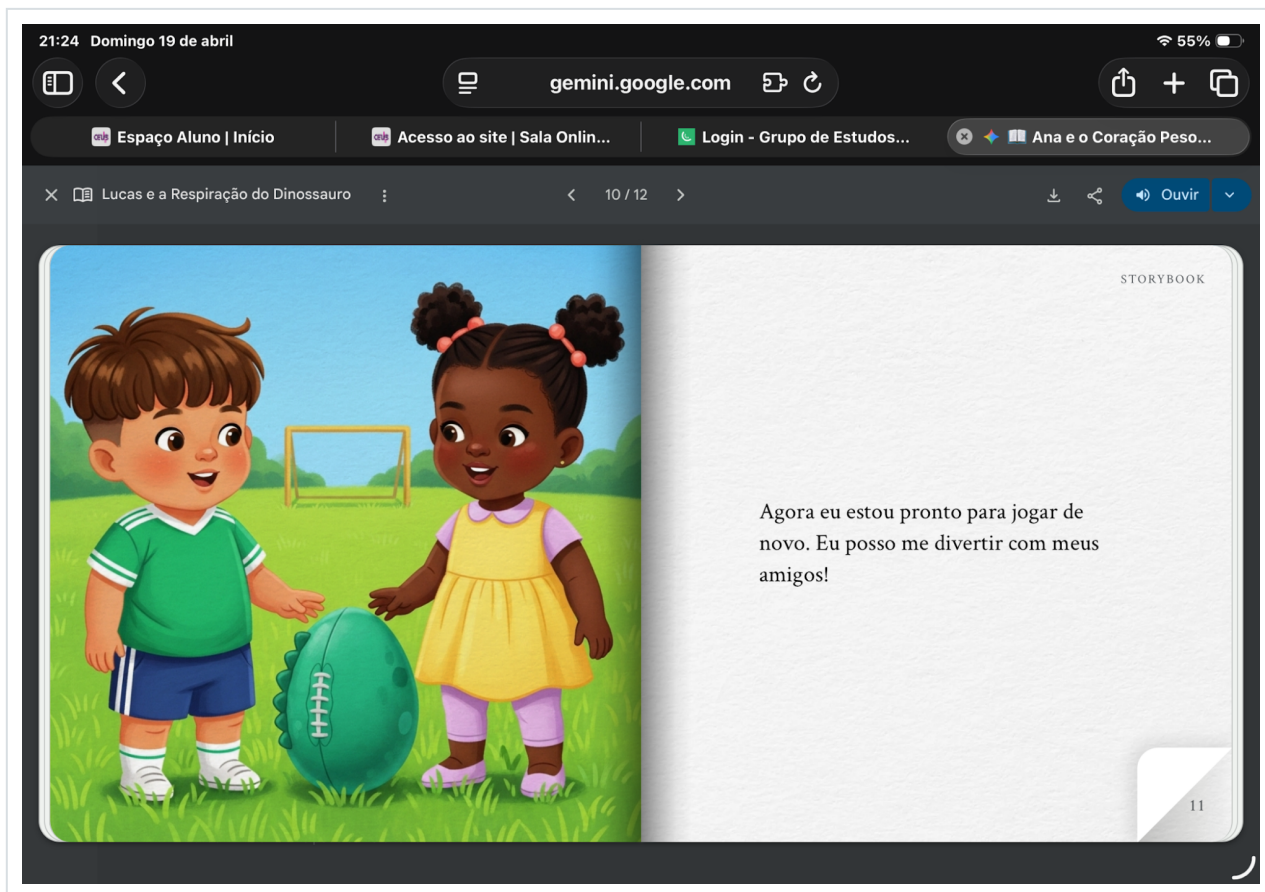 21:24 Domingo 19 de abril
55%
gemini.google.com
Espaço Aluno | Início
Acesso ao site | Sala Onlin...
Login - Grupo de Estudos...
Ana e o Coração Peso...
Lucas e a Respiração do Dinossauro
10 / 12
Ouvir
STORYBOOK
Agora eu estou pronto para jogar de
novo. Eu posso me divertir com meus
amigos!
11